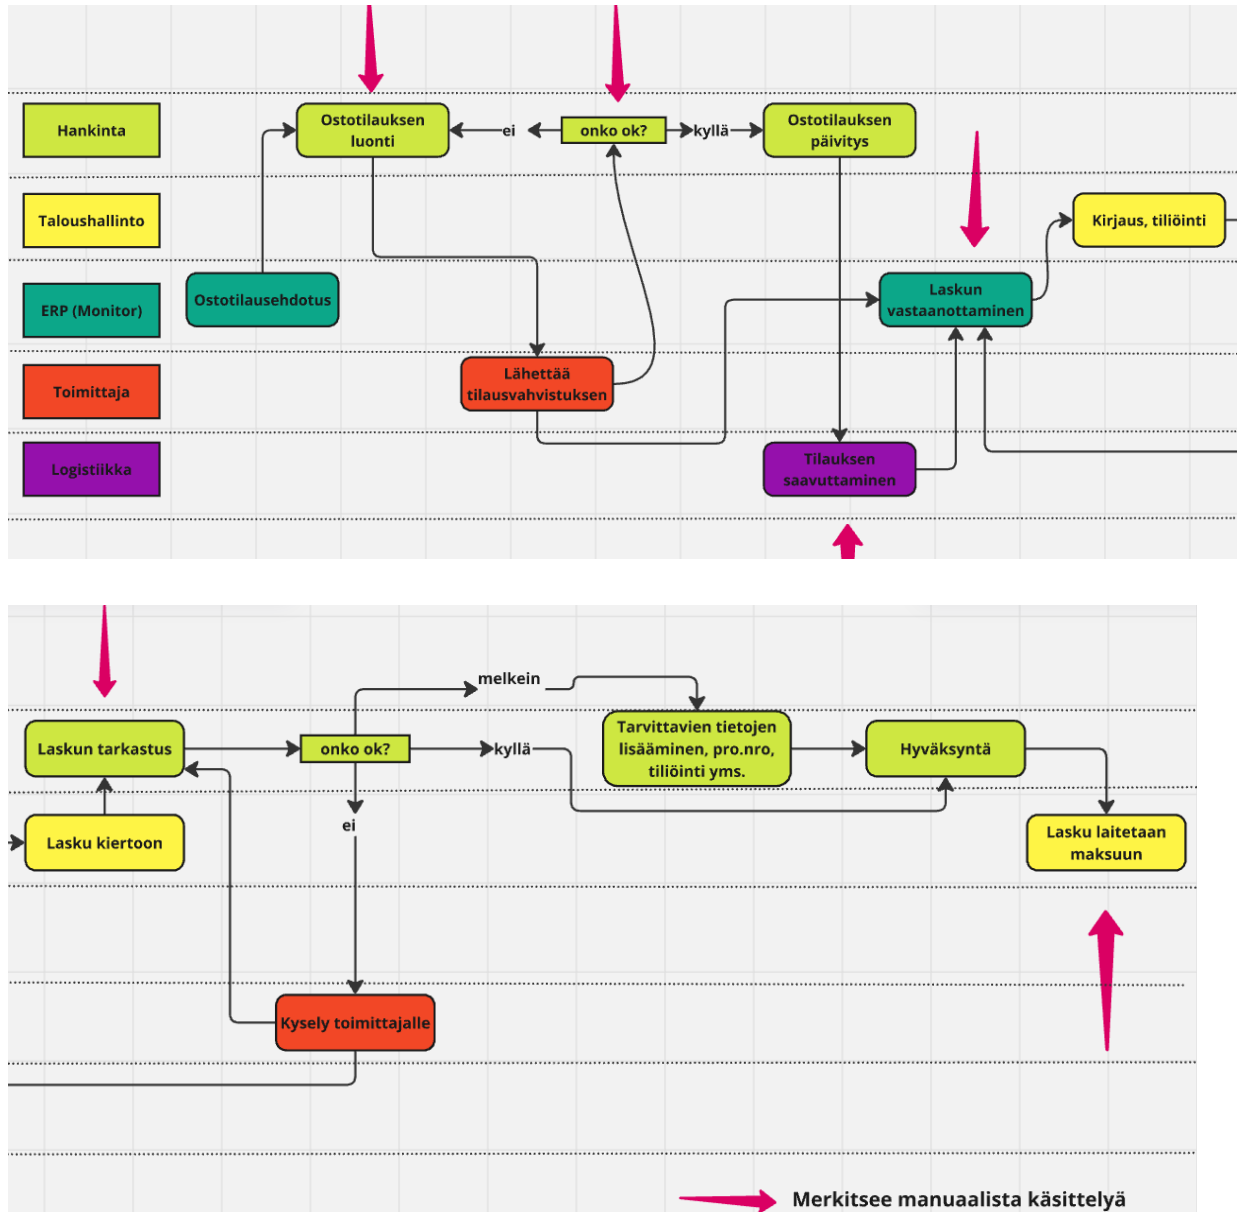 Hankinta
Ostotilauksen
luonti
ei
onko ok?
kyllä
Ostotilauksen
päivitys
Taloushallinto
Kirjaus, tiliöinti
ERP (Monitor)
Ostotilausehdotus
Laskun
vastaanottaminen
Toimittaja
Lähettää
tilausvahvistuksen
Logistiikka
Tilauksen
saavuttaminen
melkein
Laskun tarkastus
onko ok?
kyllä
Tarvittavien tietojen
lisääminen, pro.nro,
tiliöinti yms.
Hyväksyntä
ei
Lasku kiertoon
Lasku laitetaan
maksuun
Kysely toimittajalle
Merkitsee manuaalista käsittelyä